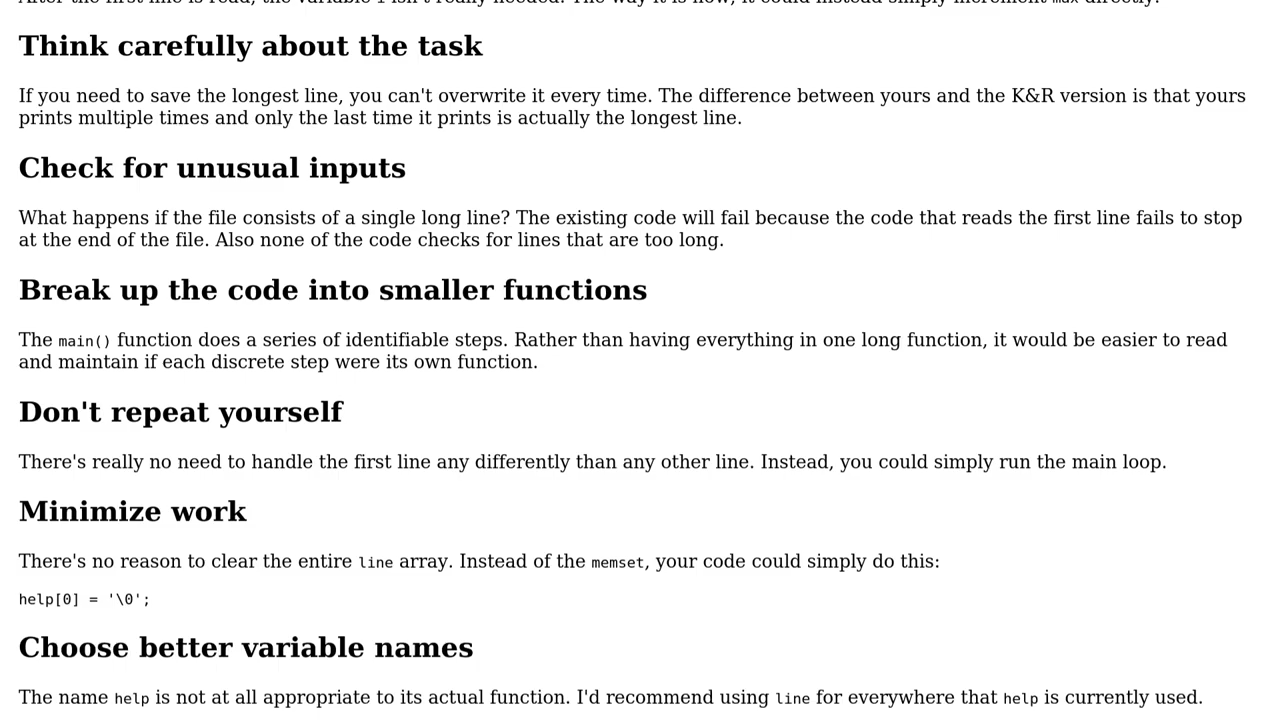 After the first line is read, the variable i isn't really needed. The way it is now, it could instead simply increment max directly.
Think carefully about the task
If you need to save the longest line, you can't overwrite it every time. The difference between yours and the K&R version is that yours
prints multiple times and only the last time it prints is actually the longest line.
Check for unusual inputs
What happens if the file consists of a single long line? The existing code will fail because the code that reads the first line fails to stop
at the end of the file. Also none of the code checks for lines that are too long.
Break up the code into smaller functions
The main() function does a series of identifiable steps. Rather than having everything in one long function, it would be easier to read
and maintain if each discrete step were its own function.
Don't repeat yourself
There's really no need to handle the first line any differently than any other line. Instead, you could simply run the main loop.
Minimize work
There's no reason to clear the entire line array. Instead of the memset, your code could simply do this:
help[0] = '\0';
Choose better variable names
The name help is not at all appropriate to its actual function. I'd recommend using line for everywhere that help is currently used.